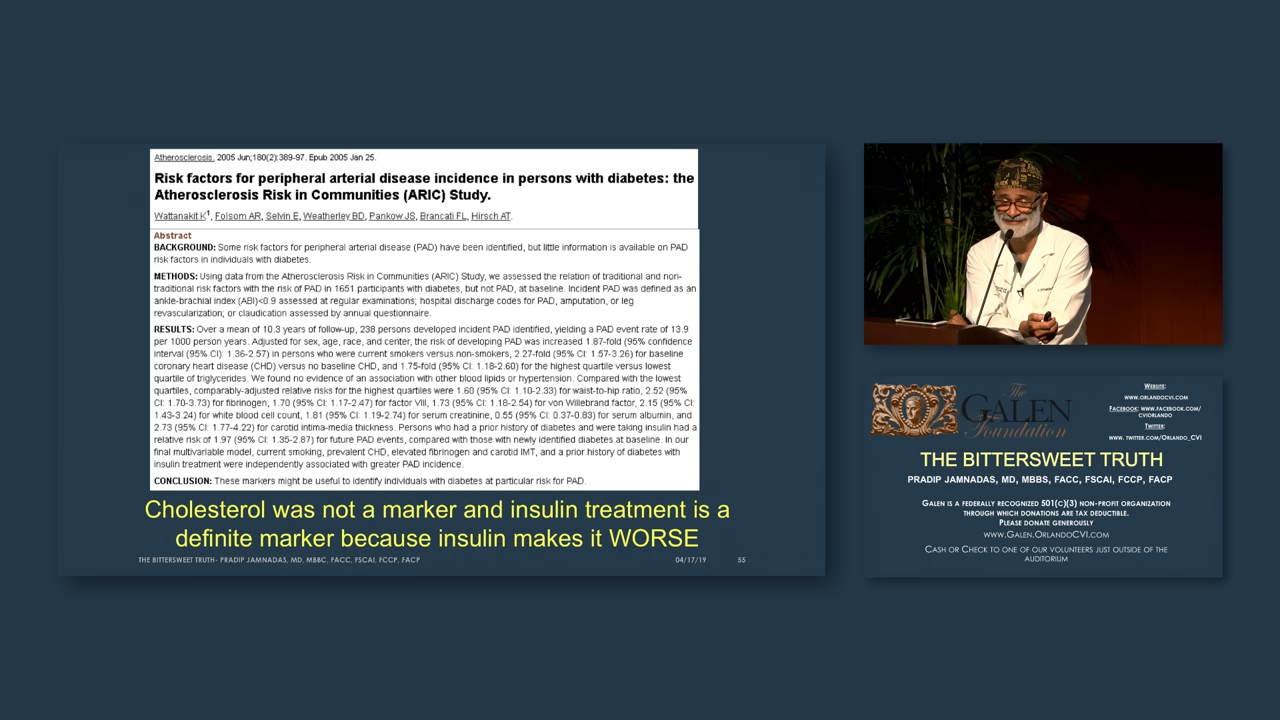 Atherosclerosis. 2005 Jun;180(2):389-97. Epub 2005 Jan 25.
Risk factors for peripheral arterial disease incidence in persons with diabetes: the
Atherosclerosis Risk in Communities (ARIC) Study.
Wattanakit K1, Folsom AR, Selvin E, Weatherley BD, Pankow JS, Brancati FL, Hirsch AT.
Abstract
BACKGROUND: Some risk factors for peripheral arterial disease (PAD) have been identified, but little information is available on PAD
risk factors in individuals with diabetes.
METHODS: Using data from the Atherosclerosis Risk in Communities (ARIC) Study, we assessed the relation of traditional and non-
traditional risk factors with the risk of PAD in 1651 participants with diabetes, but not PAD, at baseline. Incident PAD was defined as an
ankle-brachial index (ABI)<0.9 assessed at regular examinations; hospital discharge codes for PAD, amputation, or leg
revascularization; or claudication assessed by annual questionnaire.
RESULTS: Over a mean of 10.3 years of follow-up, 238 persons developed incident PAD identified, yielding a PAD event rate of 13.9
per 1000 person years. Adjusted for sex, age, race, and center, the risk of developing PAD was increased 1.87-fold (95% confidence
interval (95% CI): 1.36-2.57) in persons who were current smokers versus non-smokers, 2.27-fold (95% CI: 1.57-3.26) for baseline
coronary heart disease (CHD) versus no baseline CHD, and 1.75-fold (95% CI: 1.18-2.60) for the highest quartile versus lowest
quartile of triglycerides. We found no evidence of an association with other blood lipids or hypertension. Compared with the lowest
quartiles, comparably-adjusted relative risks for the highest quartiles were 1.60 (95% CI: 1.10-2.33) for waist-to-hip ratio, 2.52 (95%
CI: 1.70-3.73) for fibrinogen, 1.70 (95% CI: 1.17-2.47) for factor VIII, 1.73 (95% CI: 1.18-2.54) for von Willebrand factor, 2.15 (95% CI:
1.43-3.24) for white blood cell count, 1.81 (95% CI: 1.19-2.74) for serum creatinine, 0.55 (95% CI: 0.37-0.83) for serum albumin, and
2.73 (95% CI: 1.77-4.22) for carotid intima-media thickness. Persons who had a prior history of diabetes and were taking insulin had a
relative risk of 1.97 (95% CI: 1.35-2.87) for future PAD events, compared with those with newly identified diabetes at baseline. In our
final multivariable model, current smoking, prevalent CHD, elevated fibrinogen and carotid IMT, and a prior history of diabetes with
insulin treatment were independently associated with greater PAD incidence.
CONCLUSION: These markers might be useful to identify individuals with diabetes at particular risk for PAD.
Cholesterol was not a marker and insulin treatment is a
definite marker because insulin makes it WORSE
THE BITTERSWEET TRUTH- PRADIP JAMNADAS, MD, MBBC, FACC, FSCAI, FCCP, FACP
04/17/19
55
The
GALEN
Foundation
WEBSITE:
WWW.ORLANDOCVI.COM
FACEBOOK: WWW.FACEBOOK.COM/
CVIORLANDO
TWITTER:
WWW. TWITTER.COM/ORLANDO_CVI
THE BITTERSWEET TRUTH
PRADIP JAMNADAS, MD, MBBS, FACC, FSCAI, FCCP, FACP
GALEN IS A FEDERALLY RECOGNIZED 501(C)(3) NON-PROFIT ORGANIZATION
THROUGH WHICH DONATIONS ARE TAX DEDUCTIBLE.
PLEASE DONATE GENEROUSLY
WWW.GALEN.ORLANDOCVI.COM
CASH OR CHECK TO ONE OF OUR VOLUNTEERS JUST OUTSIDE OF THE
AUDITORIUM